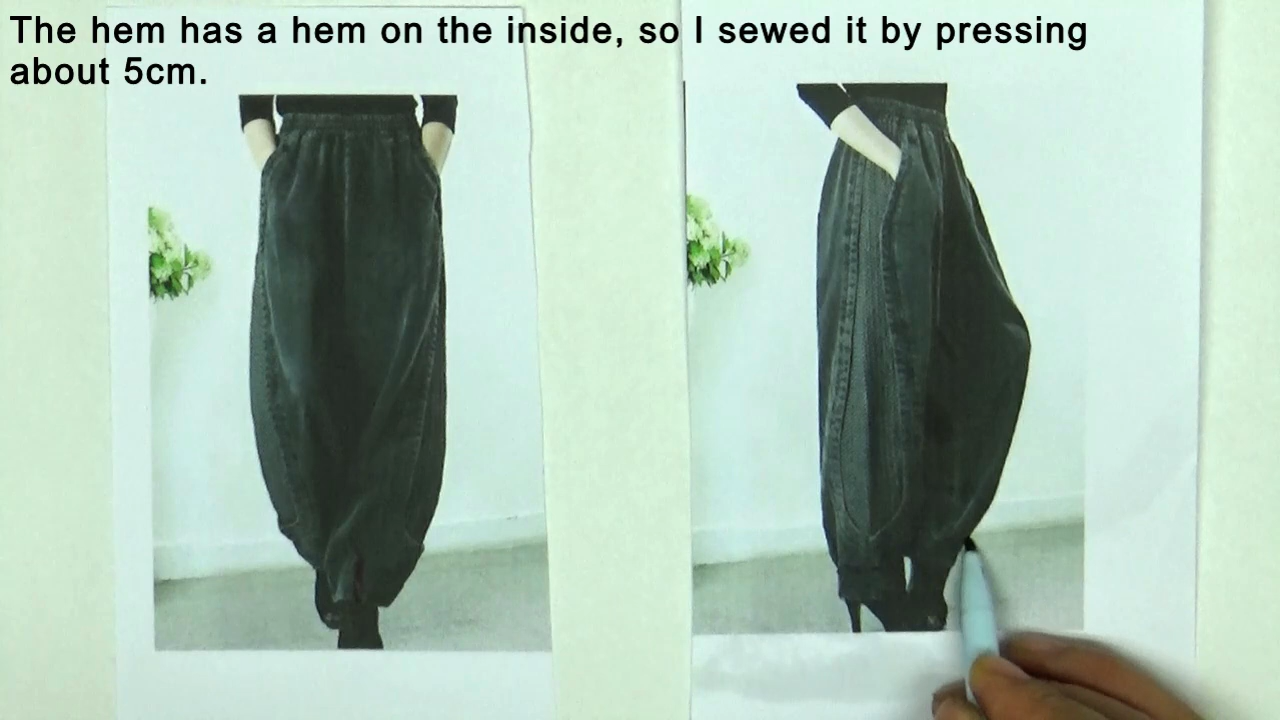 The hem has a hem on the inside, so I sewed it by pressing
about 5cm.